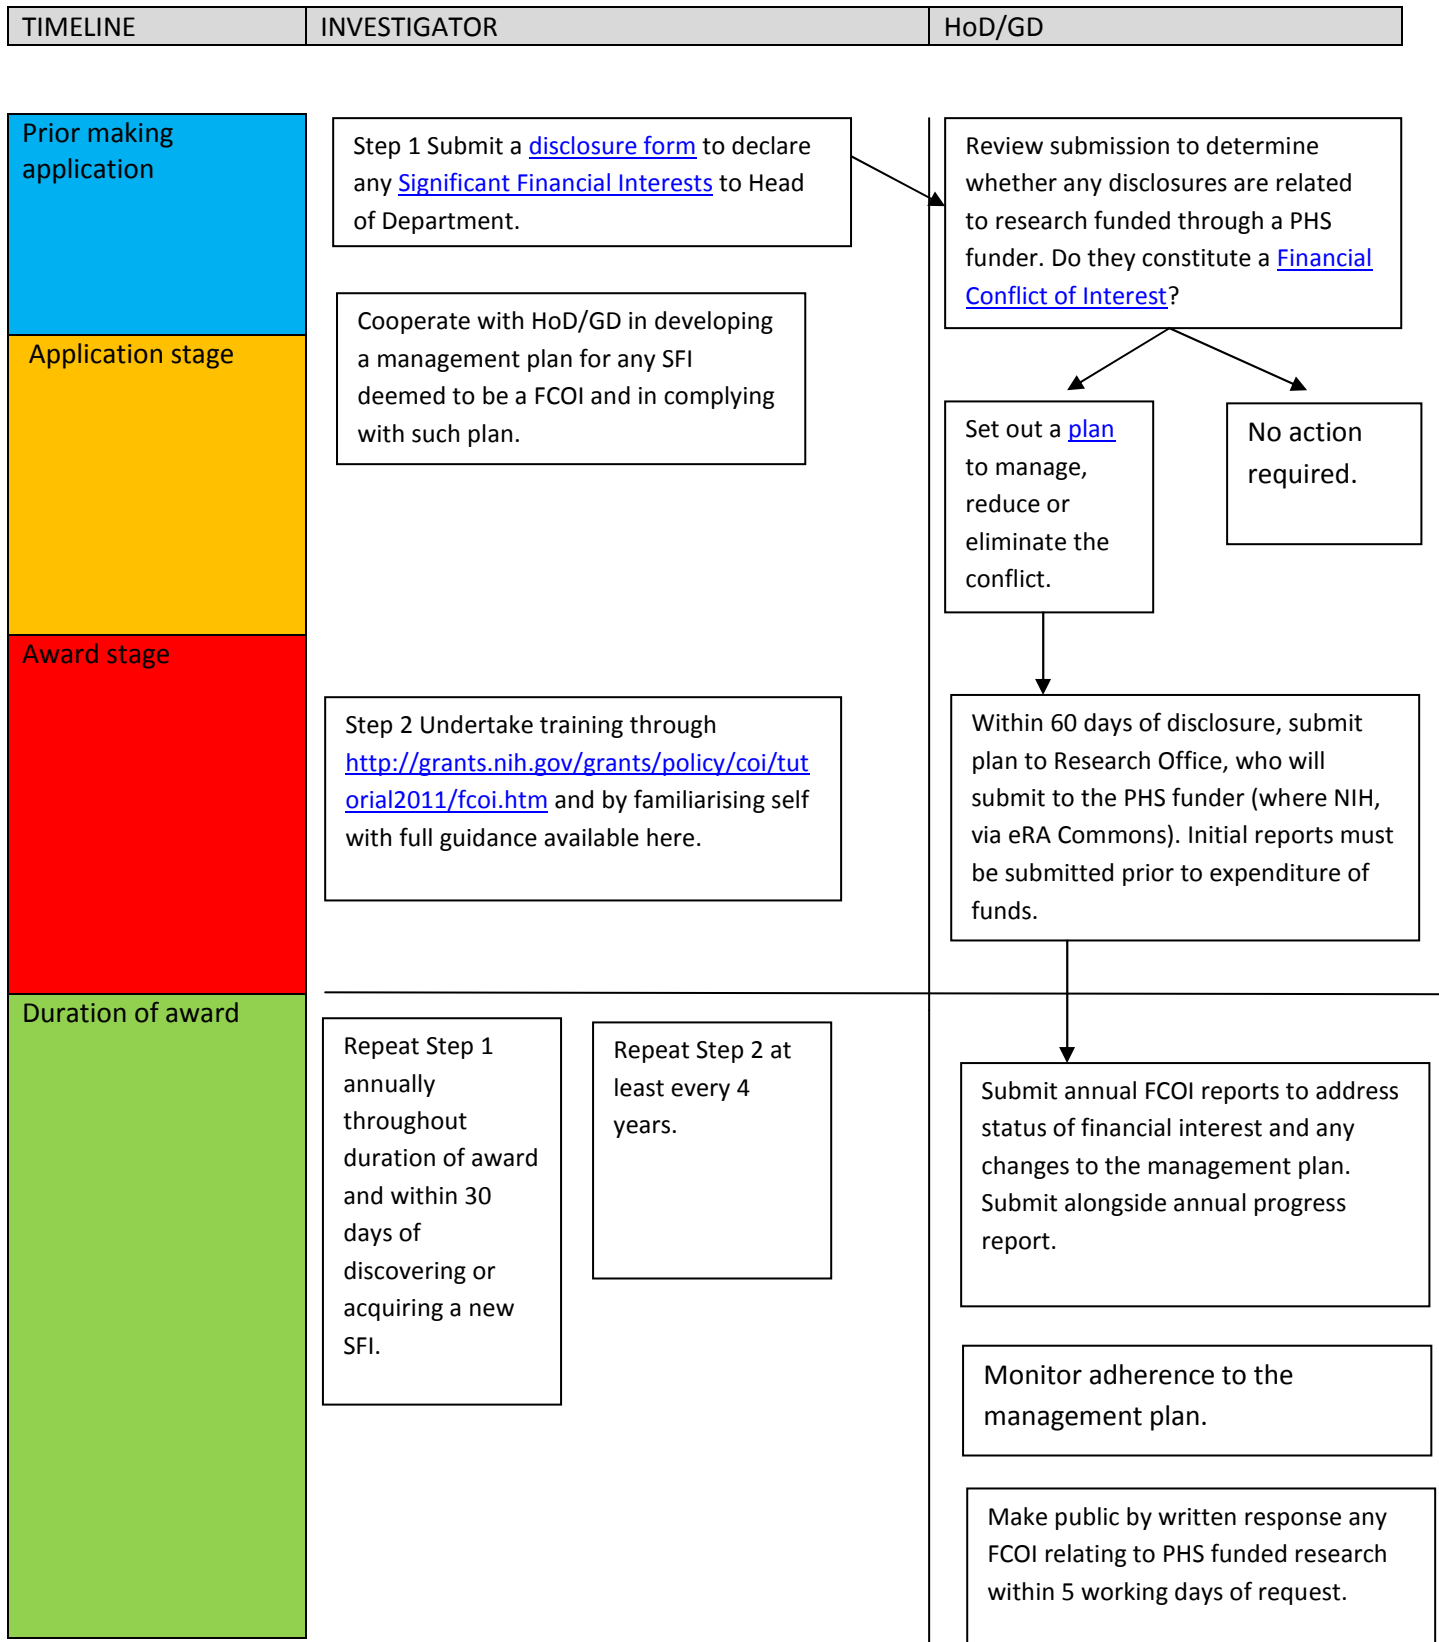 TIMELINE
INVESTIGATOR
HoD/GD
Prior making
application
Step 1 Submit a disclosure form to declare
any Significant Financial Interests to Head
of Department.
Review submission to determine
whether any disclosures are related
to research funded through a PHS
funder. Do they constitute a Financial
Conflict of Interest?
Application stage
Cooperate with HoD/GD in developing
a management plan for any SFI
deemed to be a FCOI and in complying
with such plan.
Set out a plan
to manage,
reduce or
eliminate the
conflict.
No action
required.
Award stage
Step 2 Undertake training through
http://grants.nih.gov/grants/policy/coi/tut
orial2011/fcoi.htm and by familiarising self
with full guidance available here.
Within 60 days of disclosure, submit
plan to Research Office, who will
submit to the PHS funder (where NIH,
via eRA Commons). Initial reports must
be submitted prior to expenditure of
funds.
Duration of award
Repeat Step 1
annually
throughout
duration of award
and within 30
days of
discovering or
acquiring a new
SFI.
Repeat Step 2 at
least every 4
years.
Submit annual FCOI reports to address
status of financial interest and any
changes to the management plan.
Submit alongside annual progress
report.
Monitor adherence to the
management plan.
Make public by written response any
FCOI relating to PHS funded research
within 5 working days of request.